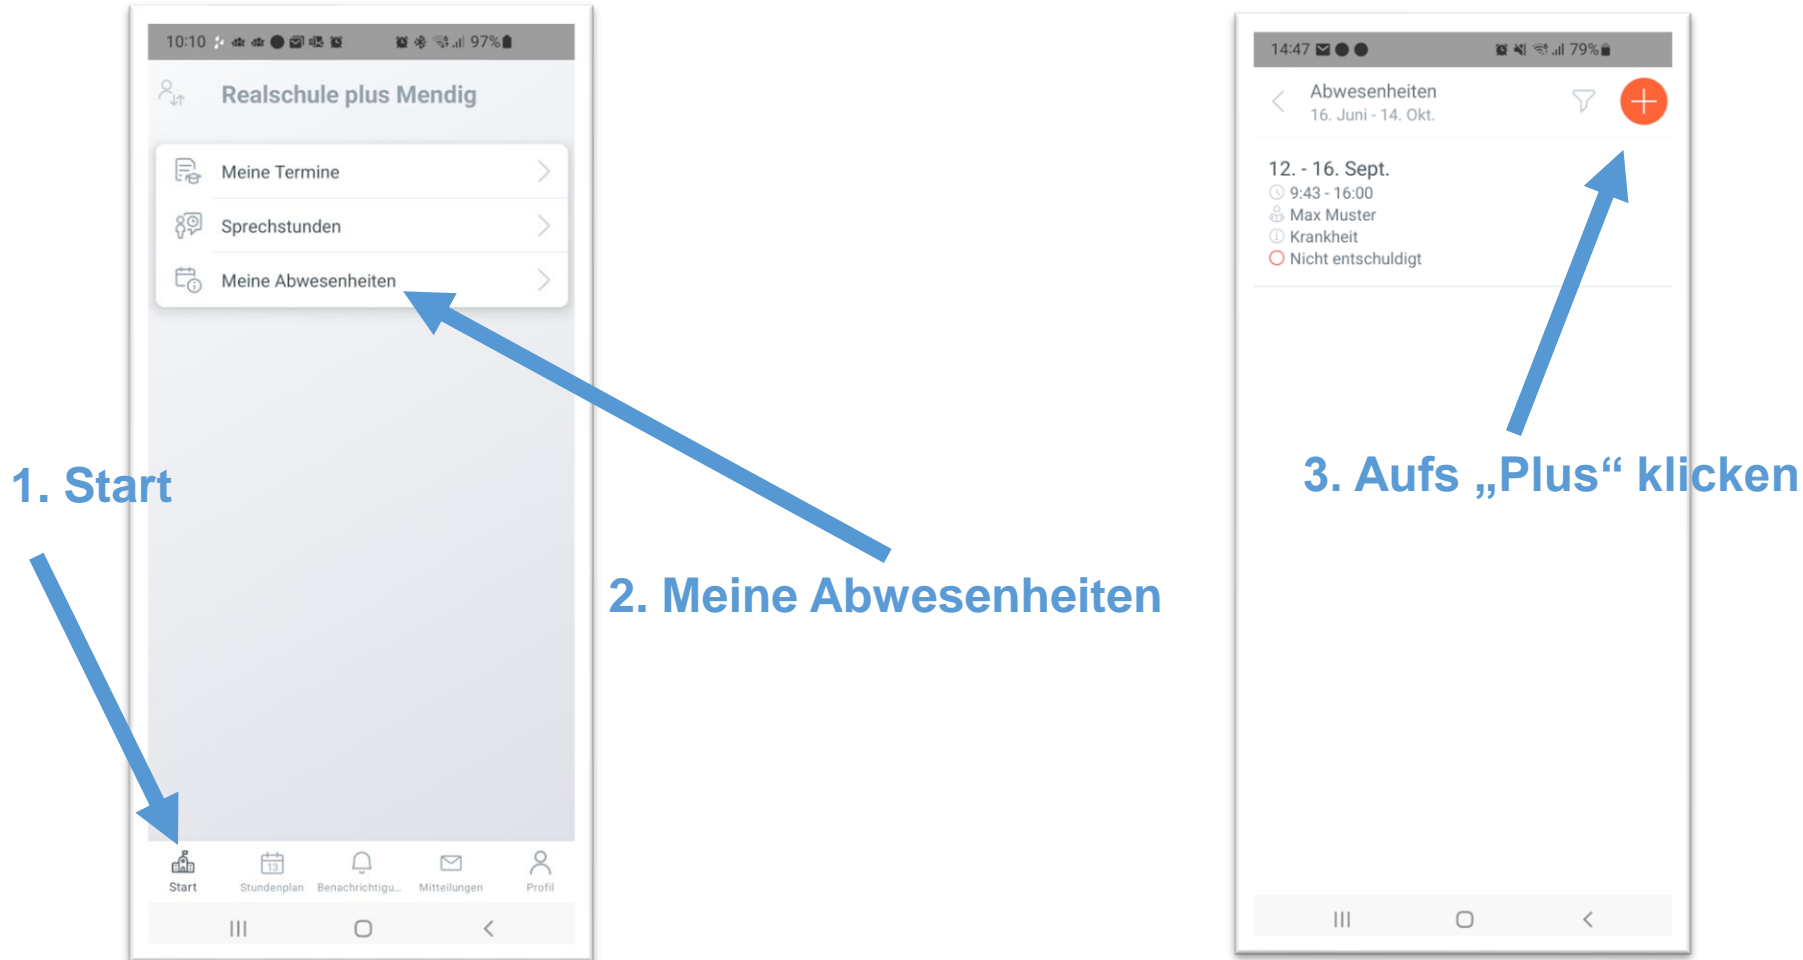 10:10
97%
Realschule plus Mendig
Meine Termine
Sprechstunden
Meine Abwesenheiten
1. Start
2. Meine Abwesenheiten
Start
13
Stundenplan
Benachrichtigu...
Mitteilungen
Profil
14:47
79%
Abwesenheiten
16. Juni - 14. Okt.
12. - 16. Sept.
9:43 - 16:00
Max Muster
Krankheit
Nicht entschuldigt
3. Aufs „Plus“ klicken